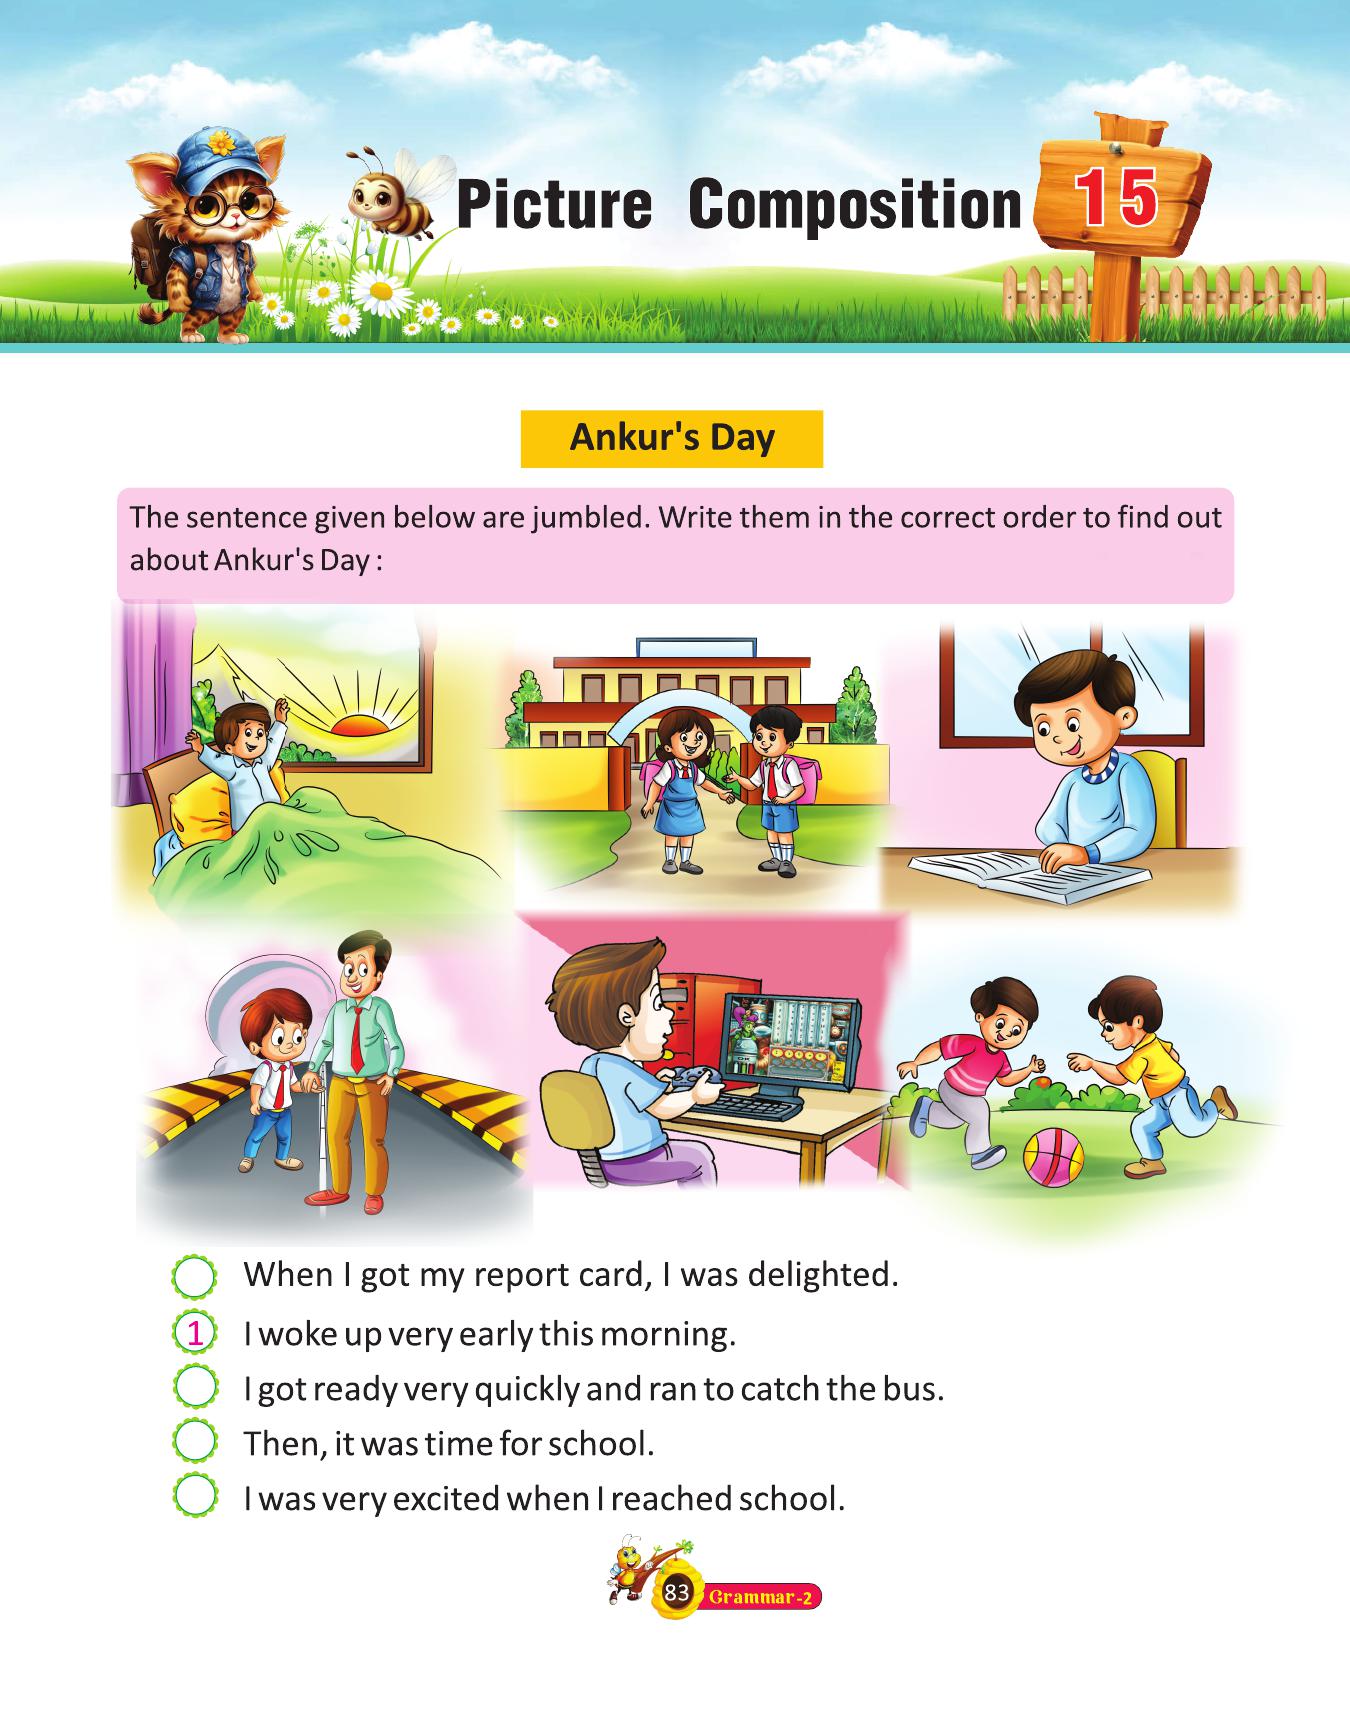 Picture Composition
15
Ankur's Day
The sentence given below are jumbled. Write them in the correct order to find out
about Ankur's Day :
When I got my report card, I was delighted.
1 I woke up very early this morning.
I got ready very quickly and ran to catch the bus.
Then, it was time for school.
I was very excited when I reached school.
83 Grammar-2